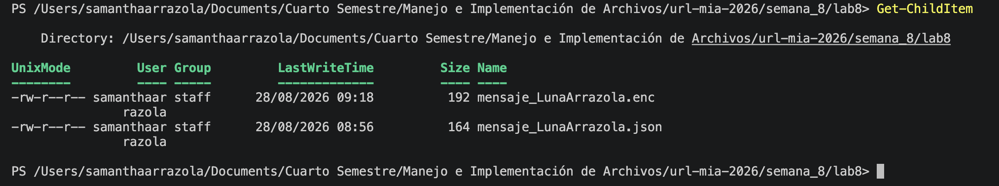 PS /Users/samanthaarrazola/Documents/Cuarto Semestre/Manejo e Implementación de Archivos/url-mia-2026/semana_8/lab8> Get-ChildItem
Directory: /Users/samanthaarrazola/Documents/Cuarto Semestre/Manejo e Implementación de Archivos/url-mia-2026/semana_8/lab8
UnixMode         User Group         LastWriteTime         Size Name
--------         ---- -----         -------------         ---- ----
-rw-r--r-- samanthaar staff      28/08/2026 09:18          192 mensaje_LunaArrazola.enc
razola
-rw-r--r-- samanthaar staff      28/08/2026 08:56          164 mensaje_LunaArrazola.json
razola
PS /Users/samanthaarrazola/Documents/Cuarto Semestre/Manejo e Implementación de Archivos/url-mia-2026/semana_8/lab8>